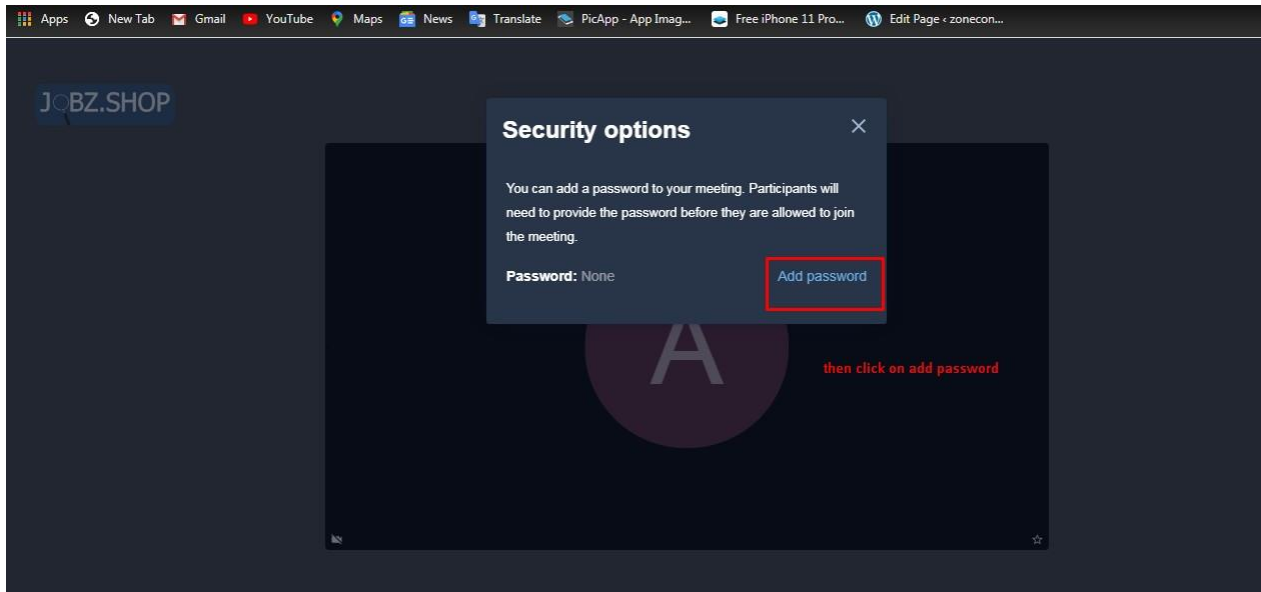 Apps New Tab Gmail YouTube Maps News Translate PicApp - App Imag... Free iPhone 11 Pro... Edit Page ‹ zonecon...
JOBZ.SHOP
Security options
You can add a password to your meeting. Participants will
need to provide the password before they are allowed to join
the meeting.
Password: None Add password
A
then click on add password